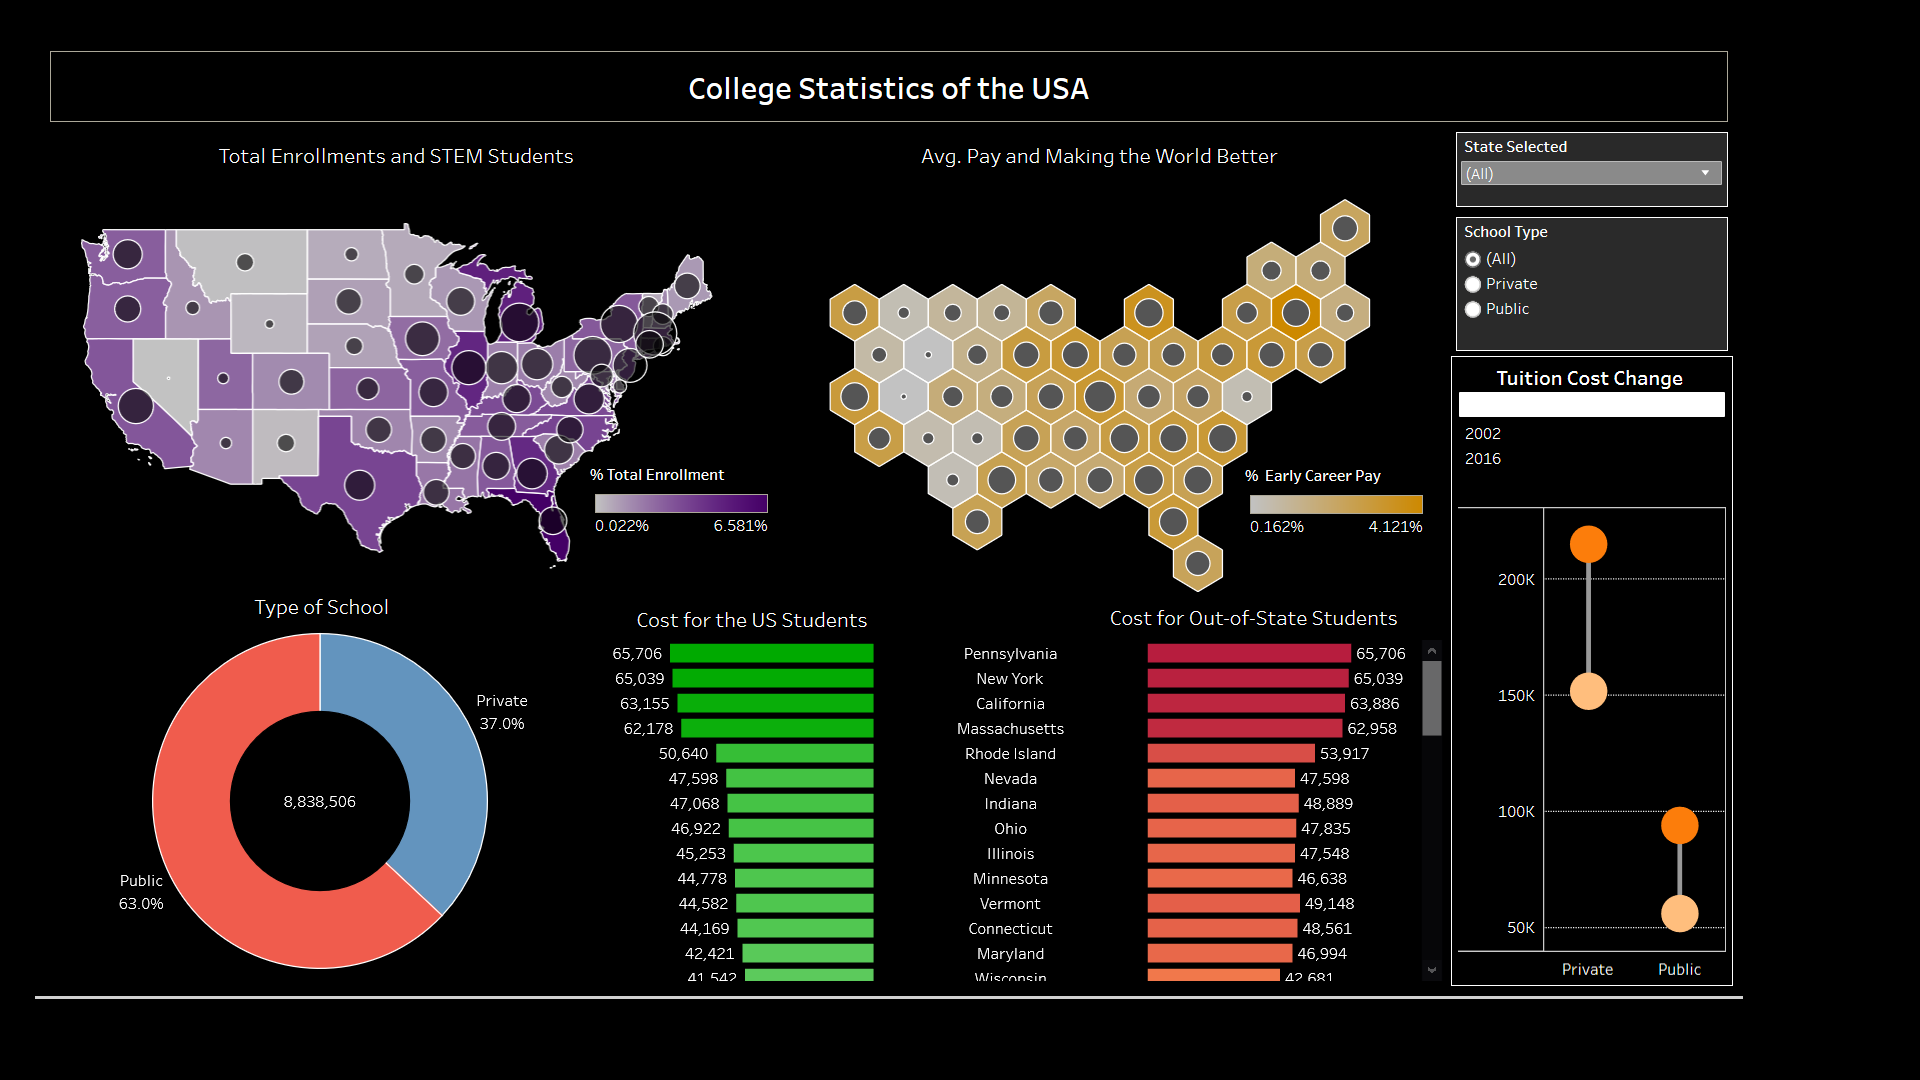 College Statistics of the USA
Total Enrollments and STEM Students
Avg. Pay and Making the World Better
State Selected
(All)
School Type
(All)
Private
Public
% Total Enrollment
0.022% 6.581%
% Early Career Pay
0.162% 4.121%
Tuition Cost Change
2002
2016
200K
150K
100K
50K
Private Public
Type of School
Private
37.0%
8,838,506
Public
63.0%
Cost for the US Students
Cost for Out-of-State Students
65,706 Pennsylvania 65,706
65,039 New York 65,039
63,155 California 63,886
62,178 Massachusetts 62,958
50,640 Rhode Island 53,917
47,598 Nevada 47,598
47,068 Indiana 48,889
46,922 Ohio 47,835
45,253 Illinois 47,548
44,778 Minnesota 46,638
44,582 Vermont 49,148
44,169 Connecticut 48,561
42,421 Maryland 46,994
41,542 Wisconsin 42,681